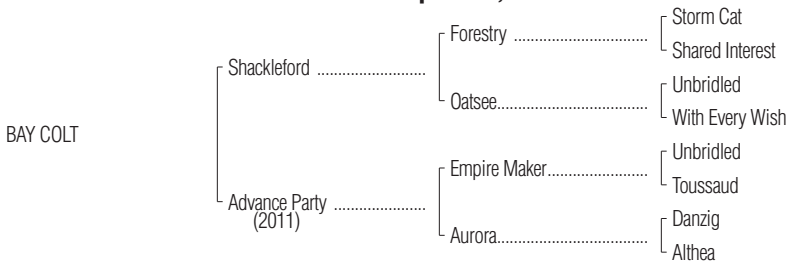 Storm Cat
Forestry ..................................
Shared Interest
Shackleford ...........................
Unbridled
Oatsee.......................................
With Every Wish
BAY COLT
Unbridled
Empire Maker..........................
Toussaud
Advance Party .......................
(2011)
Danzig
Aurora.......................................
Althea